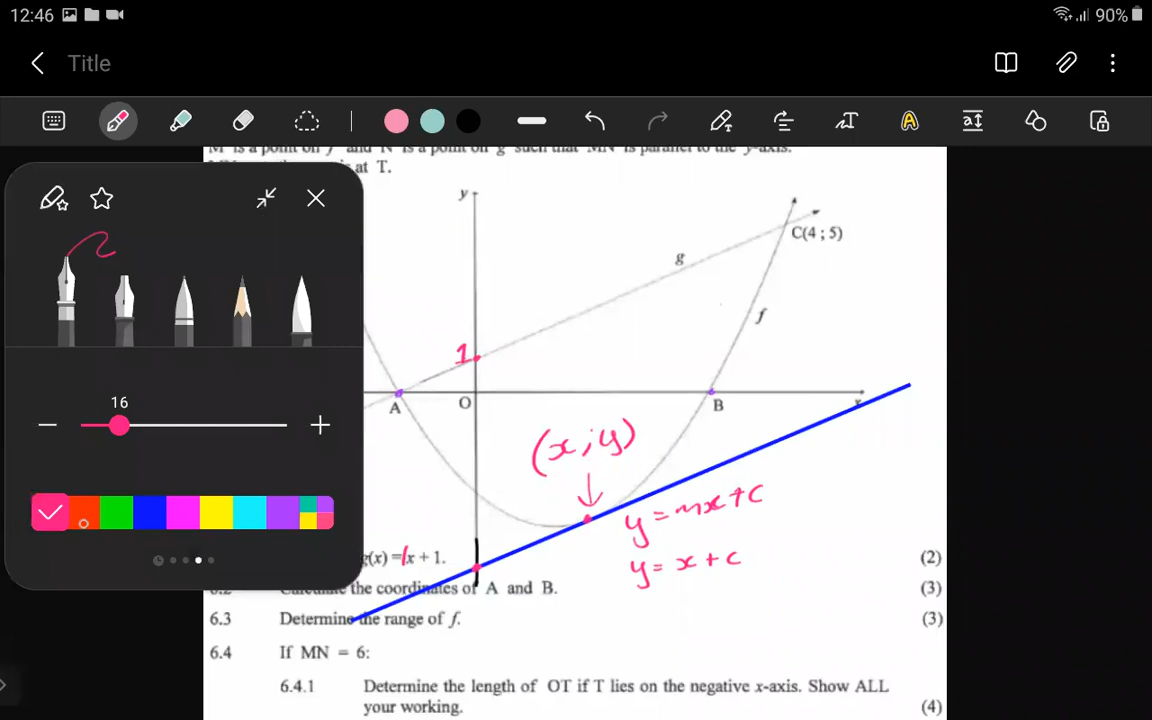 12:46 90%
Title
M is a point on f and N is a point on g such that MN is parallel to the y-axis.
at T.
y
C(4 ; 5)
g
f
16
1
A O B x
(x ; y)
y = mx + c
g(x) = 1x + 1. (2)
y = x + c
the coordinates of A and B. (3)
6.3 Determine the range of f. (3)
6.4 If MN = 6:
6.4.1 Determine the length of OT if T lies on the negative x-axis. Show ALL
your working. (4)